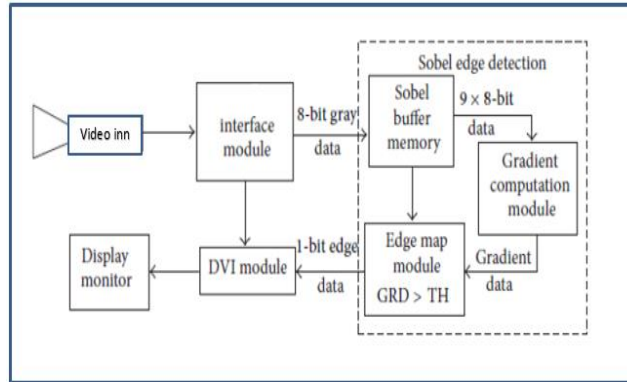 Sobel edge detection
Video inn
interface
module
8-bit gray
data
Sobel
buffer
memory
9 × 8-bit
data
Gradient
computation
module
Display
monitor
DVI module
1-bit edge
data
Edge map
module
GRD > TH
Gradient
data